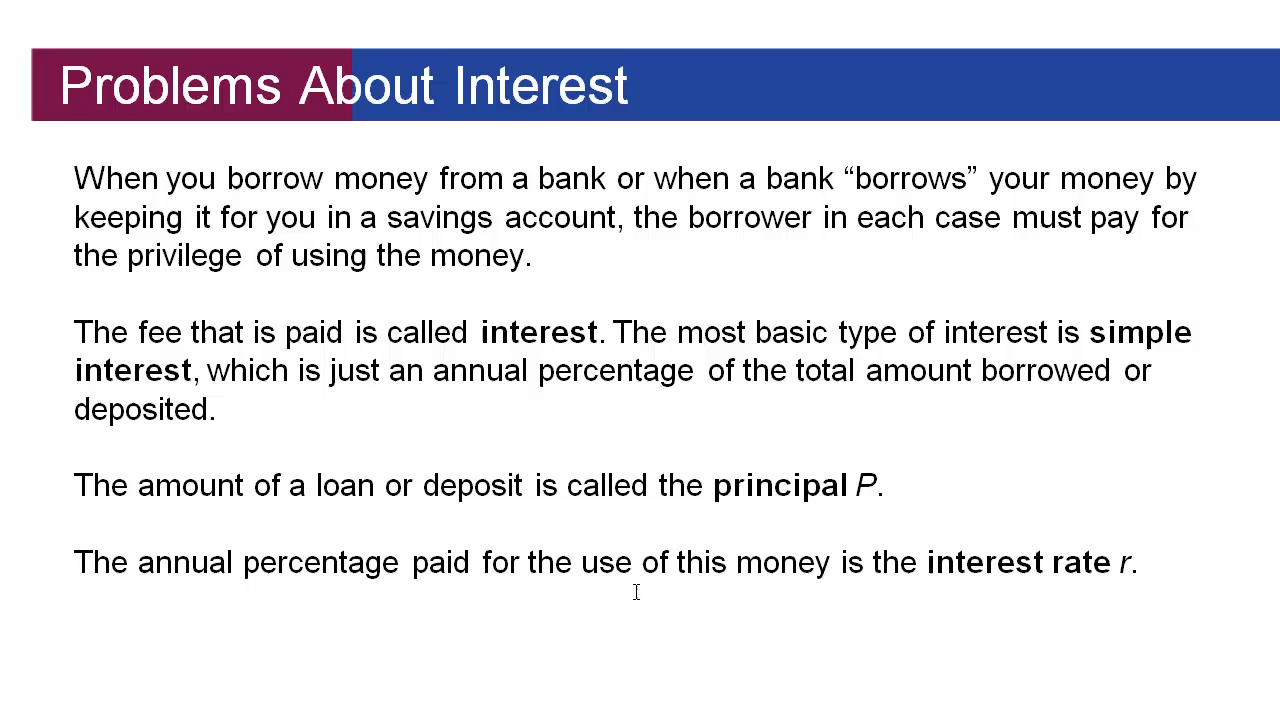 Problems About Interest
When you borrow money from a bank or when a bank “borrows” your money by
keeping it for you in a savings account, the borrower in each case must pay for
the privilege of using the money.
The fee that is paid is called interest. The most basic type of interest is simple
interest, which is just an annual percentage of the total amount borrowed or
deposited.
The amount of a loan or deposit is called the principal P.
The annual percentage paid for the use of this money is the interest rate r.